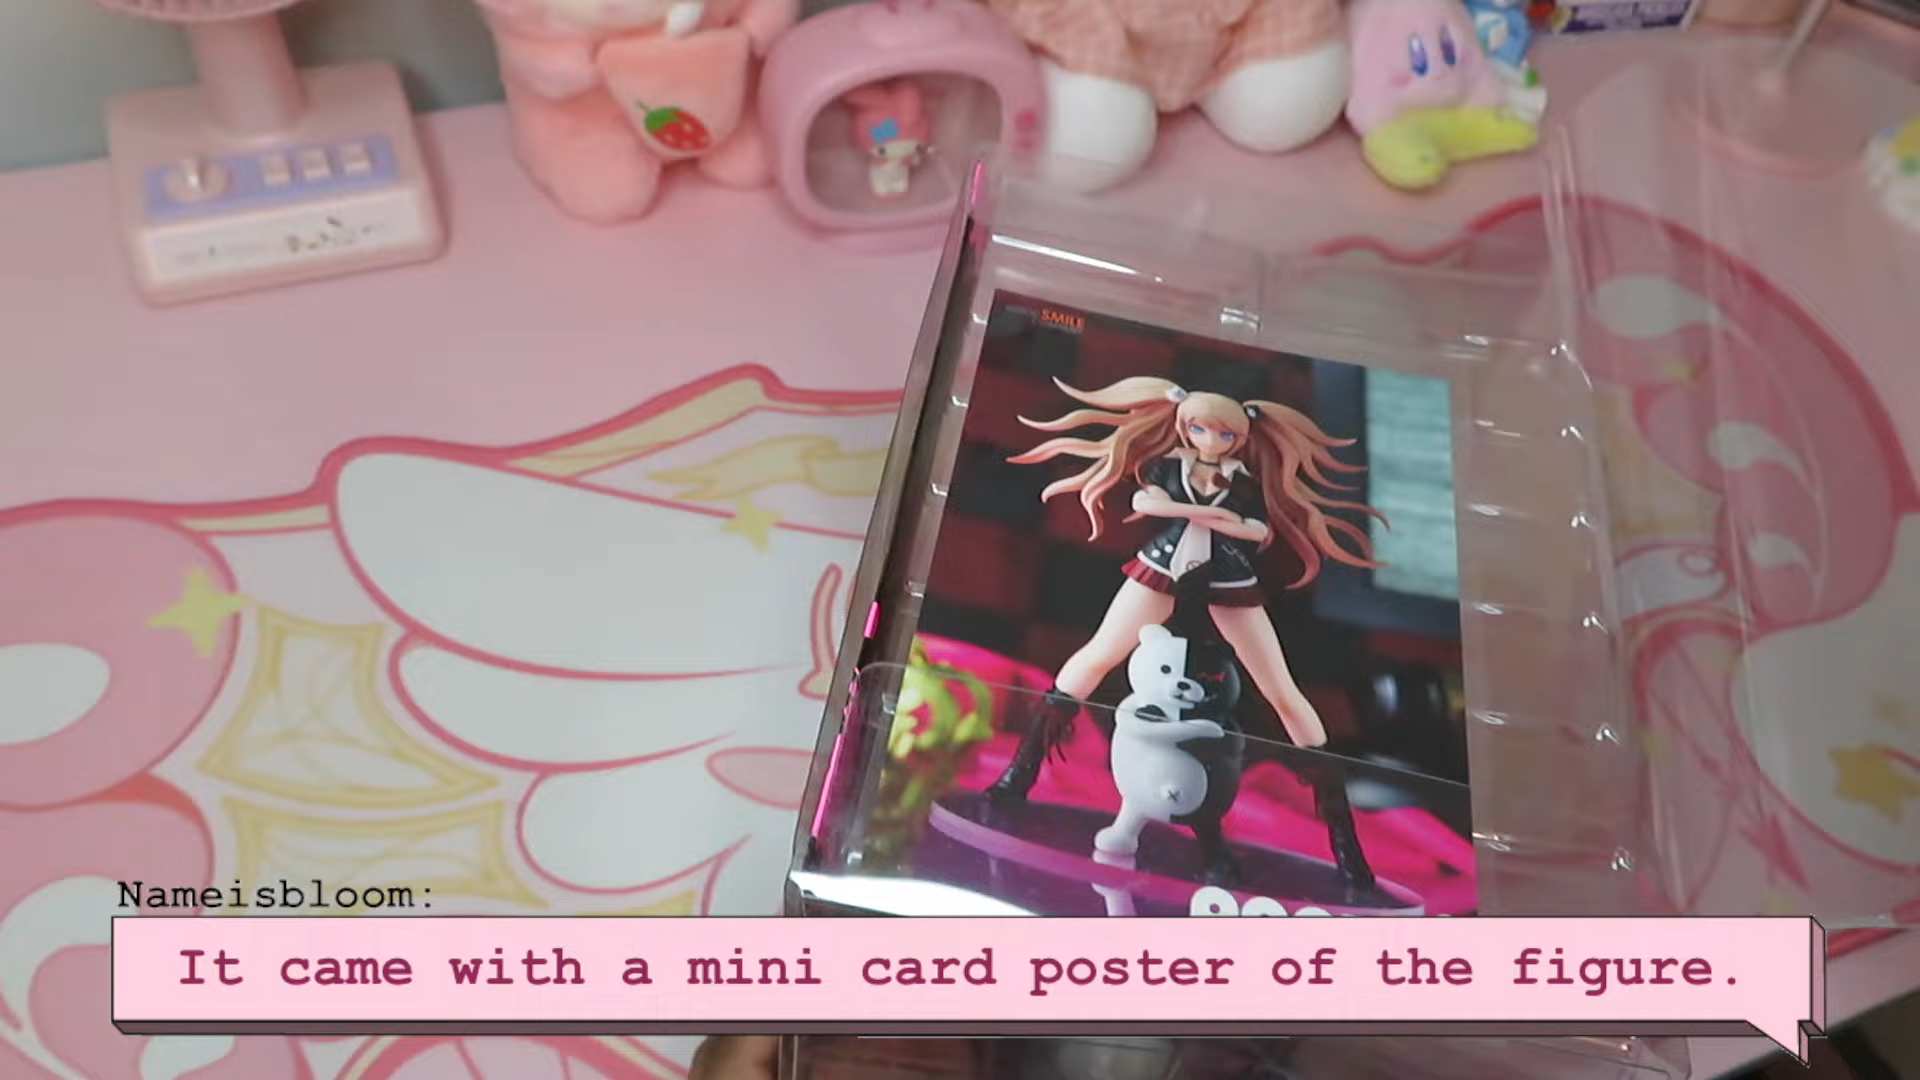 SMILE
Nameisbloom:
It came with a mini card poster of the figure.